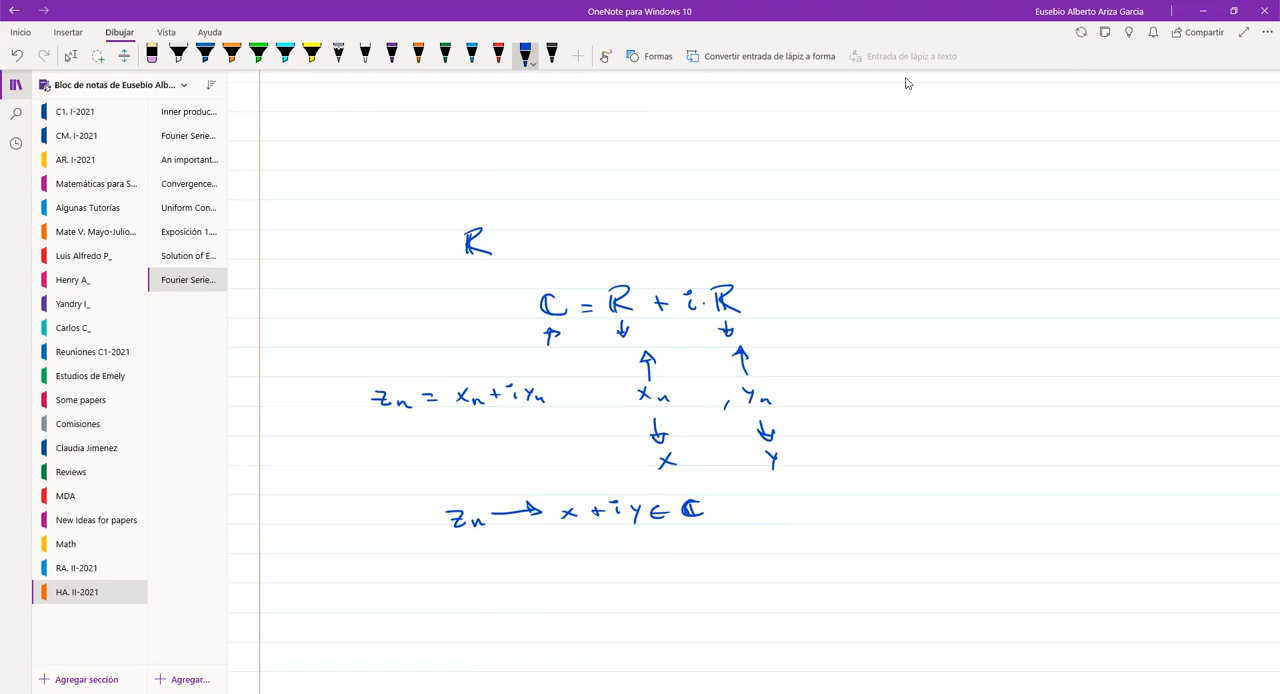 OneNote para Windows 10
Eusebio Alberto Ariza Garcia
Inicio Insertar Dibujar Vista Ayuda
Compartir
Formas
Convertir entrada de lápiz a forma
Entrada de lápiz a texto
Bloc de notas de Eusebio Alb...
C1. I-2021
CM. I-2021
AR. I-2021
Matemáticas para S...
Algunas Tutorías
Mate V. Mayo-Julio...
Luis Alfredo P_
Henry A_
Yandry I_
Carlos C_
Reuniones C1-2021
Estudios de Emely
Some papers
Comisiones
Claudia Jimenez
Reviews
MDA
New Ideas for papers
Math
RA. II-2021
HA. II-2021
Agregar sección
Inner produc...
Fourier Serie...
An important...
Convergence...
Uniform Con...
Exposición 1....
Solution of E...
Fourier Serie...
Agregar...
ℝ
ℂ = ℝ + i · ℝ
↑ ↓ ↓
↑ ↑
zₙ = xₙ + i yₙ xₙ , yₙ
↓ ↓
x y
zₙ → x + i y ∈ ℂ